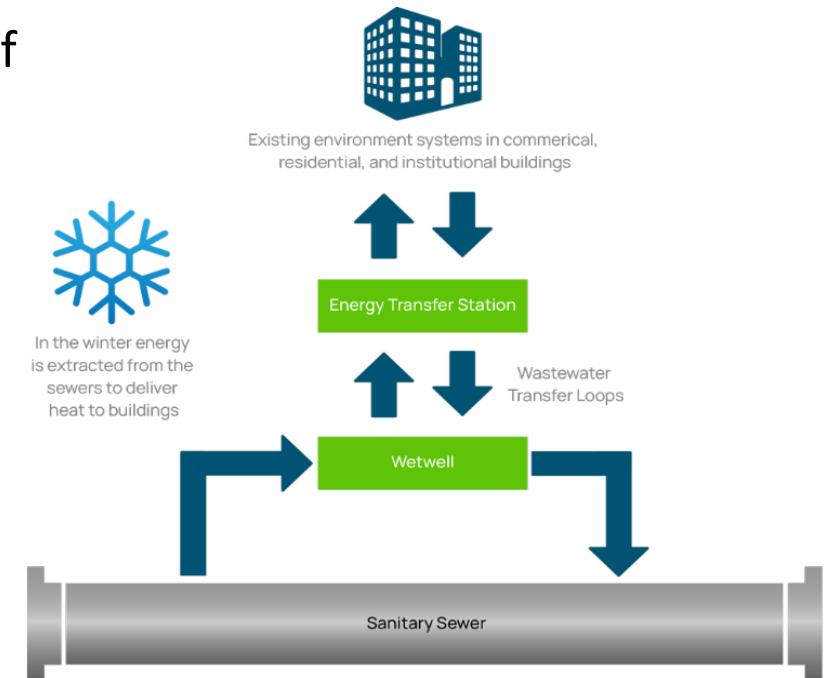 f
Existing environment systems in commerical,
residential, and institutional buildings
Energy Transfer Station
In the winter energy
is extracted from the
sewers to deliver
heat to buildings
Wastewater
Transfer Loops
Wetwell
Sanitary Sewer